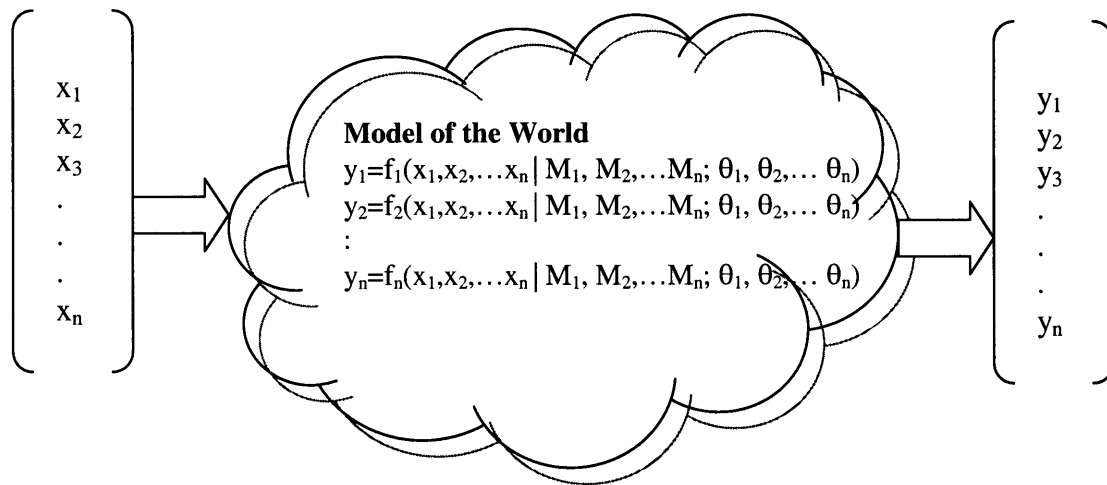 x₁
x₂
x₃
.
.
.
xₙ
Model of the World
y₁=f₁(x₁,x₂,…xₙ| M₁, M₂,…Mₙ; θ₁, θ₂,… θₙ)
y₂=f₂(x₁,x₂,…xₙ| M₁, M₂,…Mₙ; θ₁, θ₂,… θₙ)
:
yₙ=fₙ(x₁,x₂,…xₙ| M₁, M₂,…Mₙ; θ₁, θ₂,… θₙ)
y₁
y₂
y₃
.
.
.
yₙ